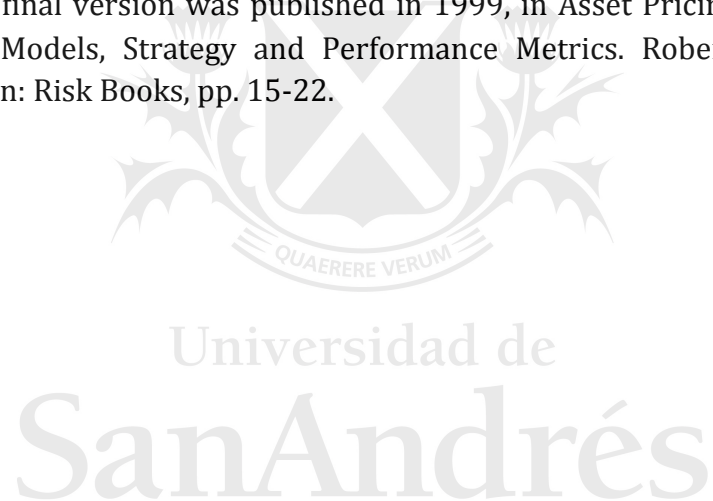 final version was published in 1999, in Asset Pricin
Models, Strategy and Performance Metrics. Robe
n: Risk Books, pp. 15-22.
QUAERERE VERUM
Universidad de
SanAndrés